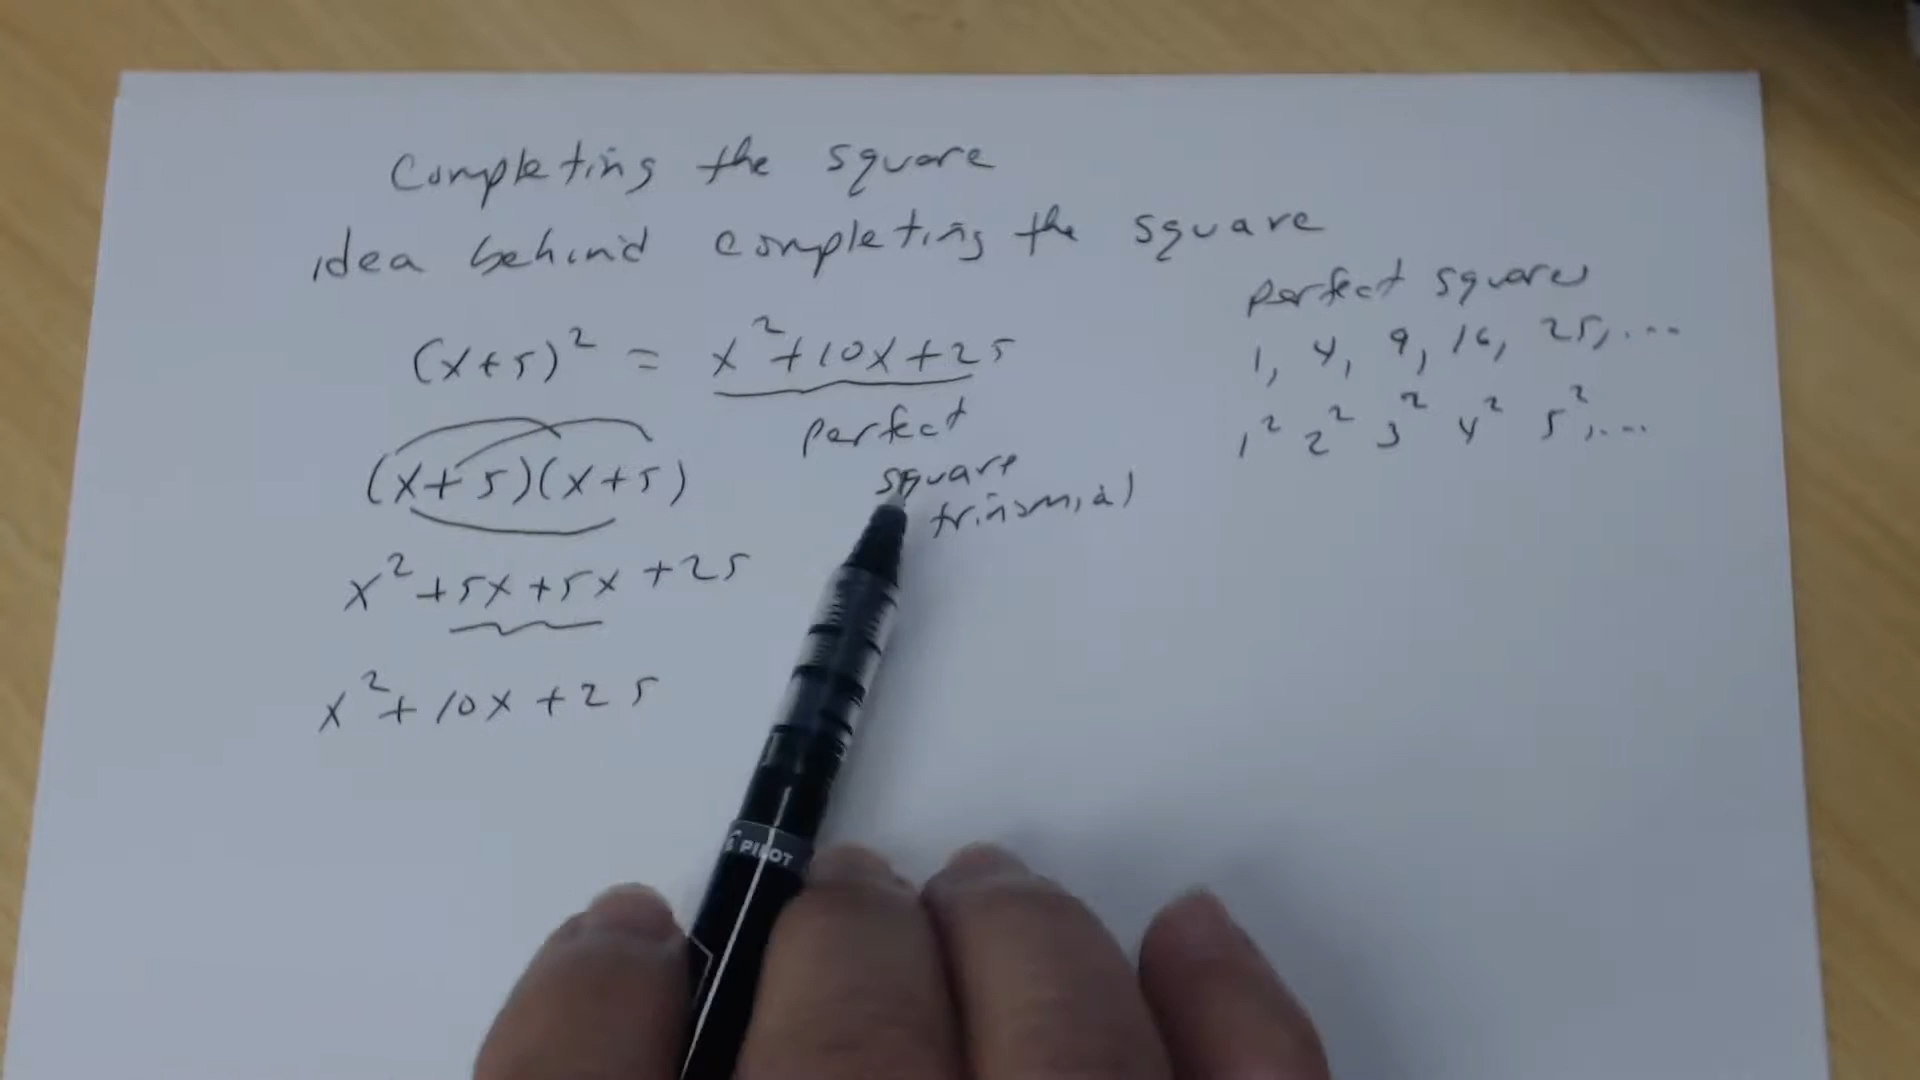 Completing the square
idea behind completing the square
(x+5)² = x²+10x+25
perfect
square
trinomial
(x+5)(x+5)
x²+5x+5x+25
x²+10x+25
perfect squares
1, 4, 9, 16, 25, ...
1² 2² 3² 4² 5², ...
PILOT